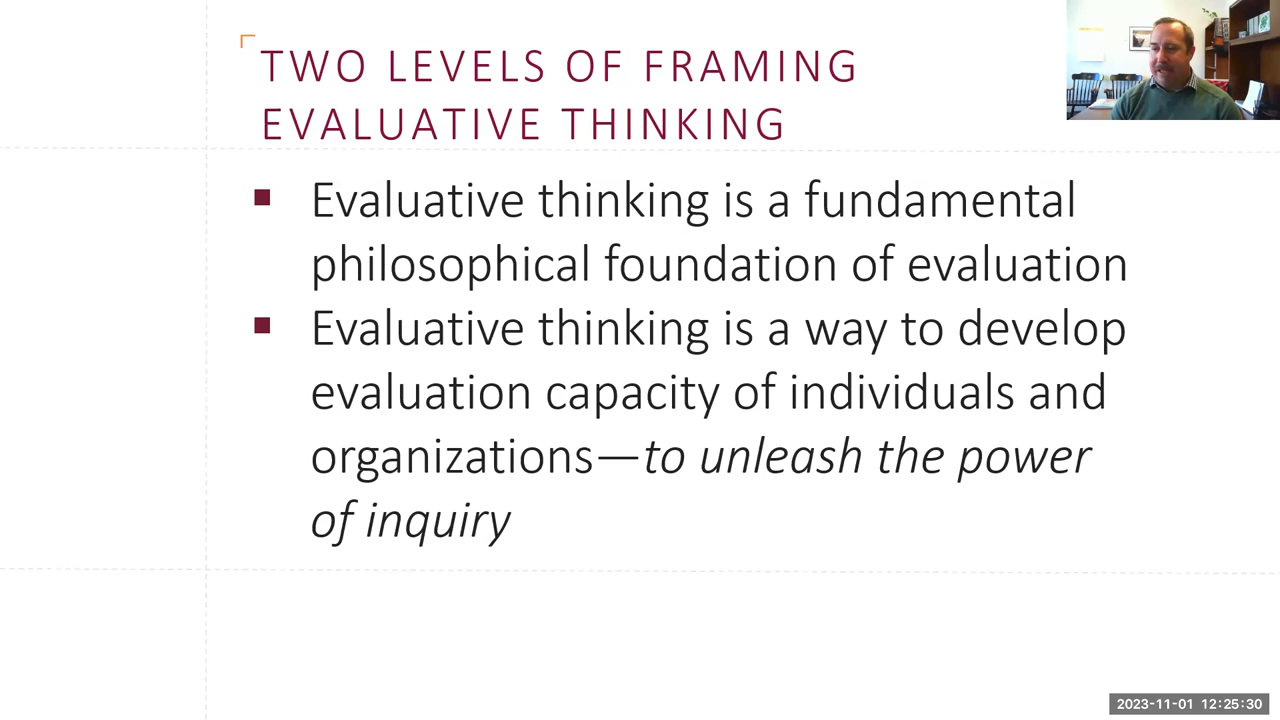 TWO LEVELS OF FRAMING
EVALUATIVE THINKING
▪ Evaluative thinking is a fundamental
philosophical foundation of evaluation
▪ Evaluative thinking is a way to develop
evaluation capacity of individuals and
organizations—to unleash the power
of inquiry
2023-11-01 12:25:30